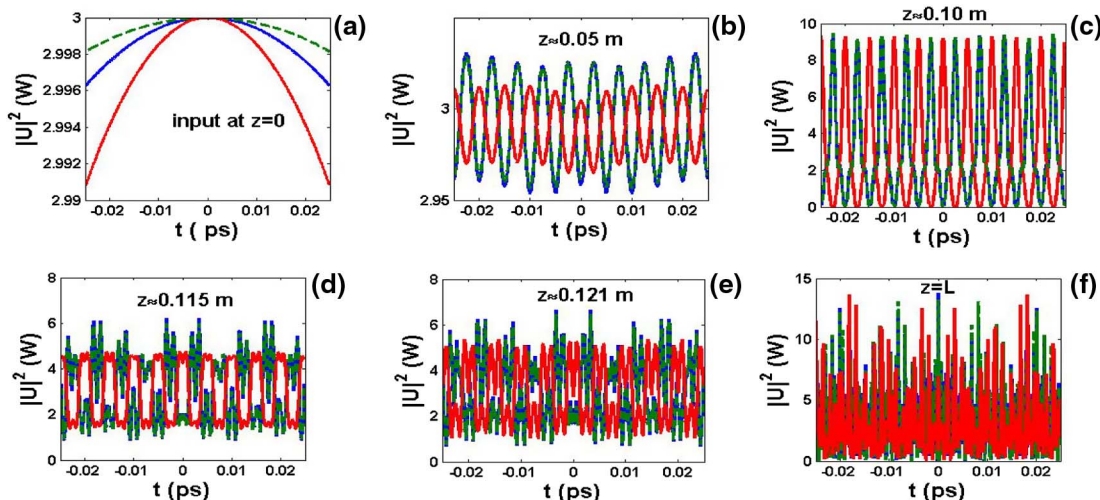 (a)
|U|² (W)
3
2.998
2.996
2.994
2.992
2.99
input at z=0
-0.02 -0.01 0 0.01 0.02
t ( ps)
(b)
|U|² (W)
3
2.95
z≈0.05 m
-0.02 -0.01 0 0.01 0.02
t (ps)
(c)
z≈0.10 m
|U|² (W)
10
8
6
4
2
0
-0.02 -0.01 0 0.01 0.02
t (ps)
(d)
|U|² (W)
8
6
4
2
0
z≈0.115 m
-0.02 -0.01 0 0.01 0.02
t (ps)
(e)
|U|² (W)
8
6
4
2
0
z≈0.121 m
-0.02 -0.01 0 0.01 0.02
t (ps)
(f)
|U|² (W)
15
10
5
0
z=L
-0.02 -0.01 0 0.01 0.02
t (ps)